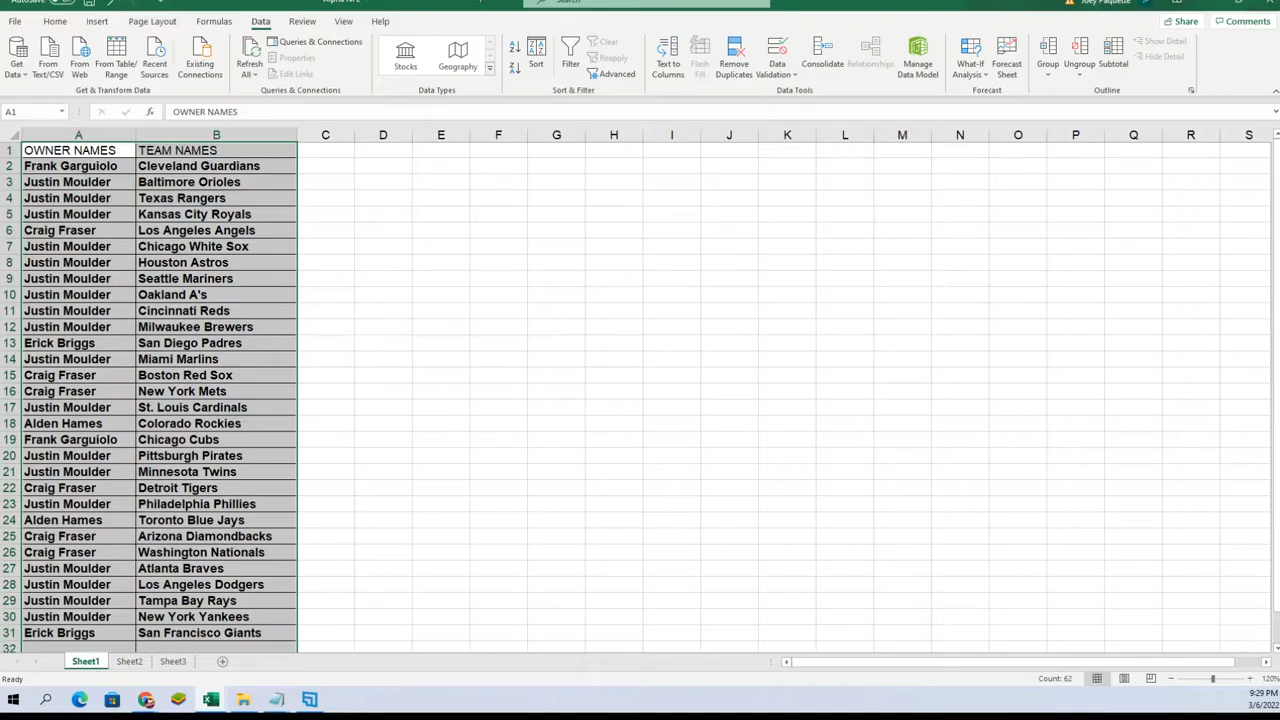 AutoSave Off Search Joey Paquette
File Home Insert Page Layout Formulas Data Review View Help Share Comments
Get Data From Text/CSV From Web From Table/Range Recent Sources Existing Connections
Get & Transform Data
Refresh All Queries & Connections Properties Edit Links
Queries & Connections
Stocks Geography
Data Types
Sort Filter Clear Reapply Advanced
Sort & Filter
Text to Columns Flash Fill Remove Duplicates Data Validation Consolidate Relationships Manage Data Model
Data Tools
What-If Analysis Forecast Sheet
Forecast
Group Ungroup Subtotal Show Detail Hide Detail
Outline
A1 fx OWNER NAMES
A B C D E F G H I J K L M N O P Q R S
1 OWNER NAMES TEAM NAMES
2 Frank Garguiolo Cleveland Guardians
3 Justin Moulder Baltimore Orioles
4 Justin Moulder Texas Rangers
5 Justin Moulder Kansas City Royals
6 Craig Fraser Los Angeles Angels
7 Justin Moulder Chicago White Sox
8 Justin Moulder Houston Astros
9 Justin Moulder Seattle Mariners
10 Justin Moulder Oakland A's
11 Justin Moulder Cincinnati Reds
12 Justin Moulder Milwaukee Brewers
13 Erick Briggs San Diego Padres
14 Justin Moulder Miami Marlins
15 Craig Fraser Boston Red Sox
16 Craig Fraser New York Mets
17 Justin Moulder St. Louis Cardinals
18 Alden Hames Colorado Rockies
19 Frank Garguiolo Chicago Cubs
20 Justin Moulder Pittsburgh Pirates
21 Justin Moulder Minnesota Twins
22 Craig Fraser Detroit Tigers
23 Justin Moulder Philadelphia Phillies
24 Alden Hames Toronto Blue Jays
25 Craig Fraser Arizona Diamondbacks
26 Craig Fraser Washington Nationals
27 Justin Moulder Atlanta Braves
28 Justin Moulder Los Angeles Dodgers
29 Justin Moulder Tampa Bay Rays
30 Justin Moulder New York Yankees
31 Erick Briggs San Francisco Giants
32
Sheet1 Sheet2 Sheet3
Ready Count: 62 120%
9:29 PM
3/6/2022